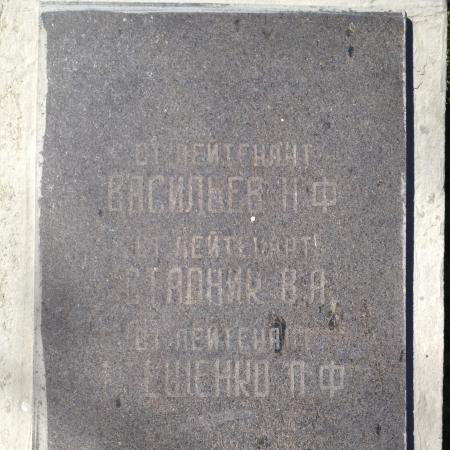 СТ ЛЕЙТЕНАНТ
ВАСИЛЬЕВ Н Ф
СТ ЛЕЙТЕНАНТ
СТАДНИК В.А.
СТ ЛЕЙТЕНАНТ
П Ф